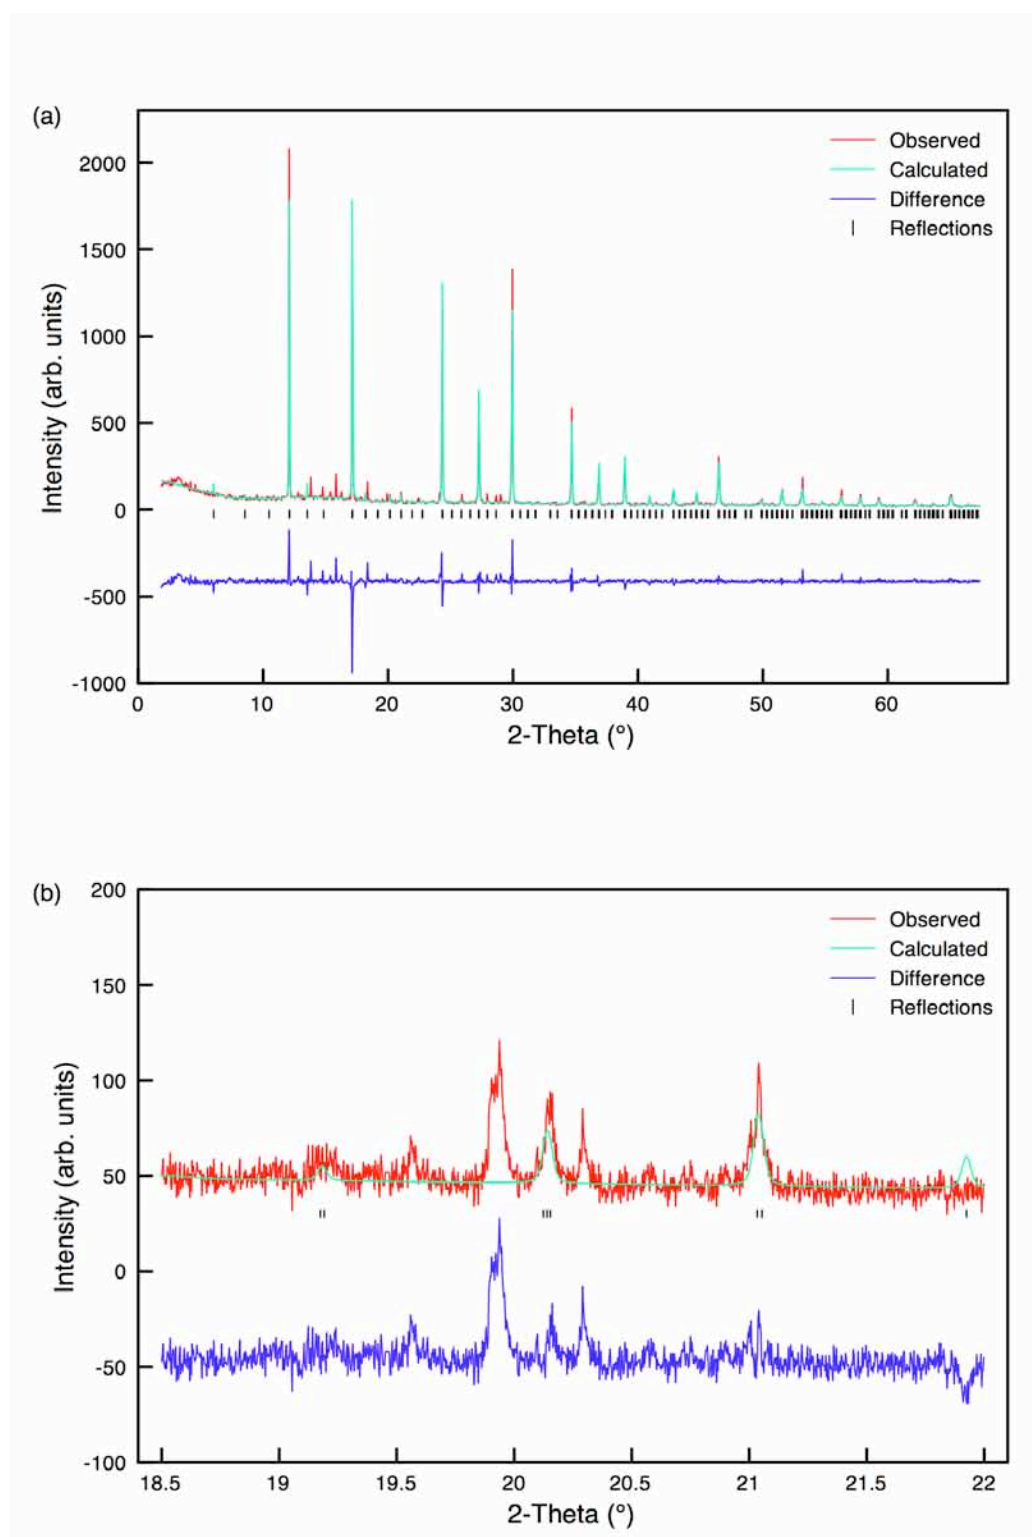 (a)
Observed
Calculated
Difference
Reflections
2000
1500
1000
500
0
-500
-1000
Intensity (arb. units)
0 10 20 30 40 50 60
2-Theta (°)
(b)
Observed
Calculated
Difference
Reflections
200
150
100
50
0
-50
-100
Intensity (arb. units)
18.5 19 19.5 20 20.5 21 21.5 22
2-Theta (°)